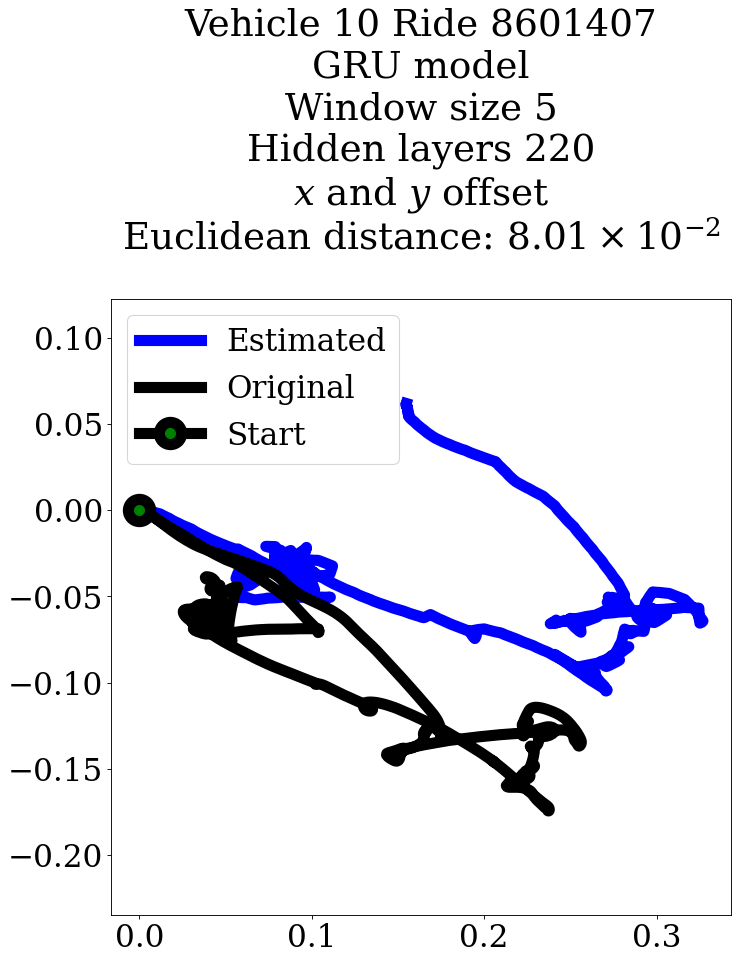 Vehicle 10 Ride 8601407
GRU model
Window size 5
Hidden layers 220
x and y offset
Euclidean distance: 8.01 × 10⁻²
Estimated
Original
Start
0.10
0.05
0.00
−0.05
−0.10
−0.15
−0.20
0.0 0.1 0.2 0.3